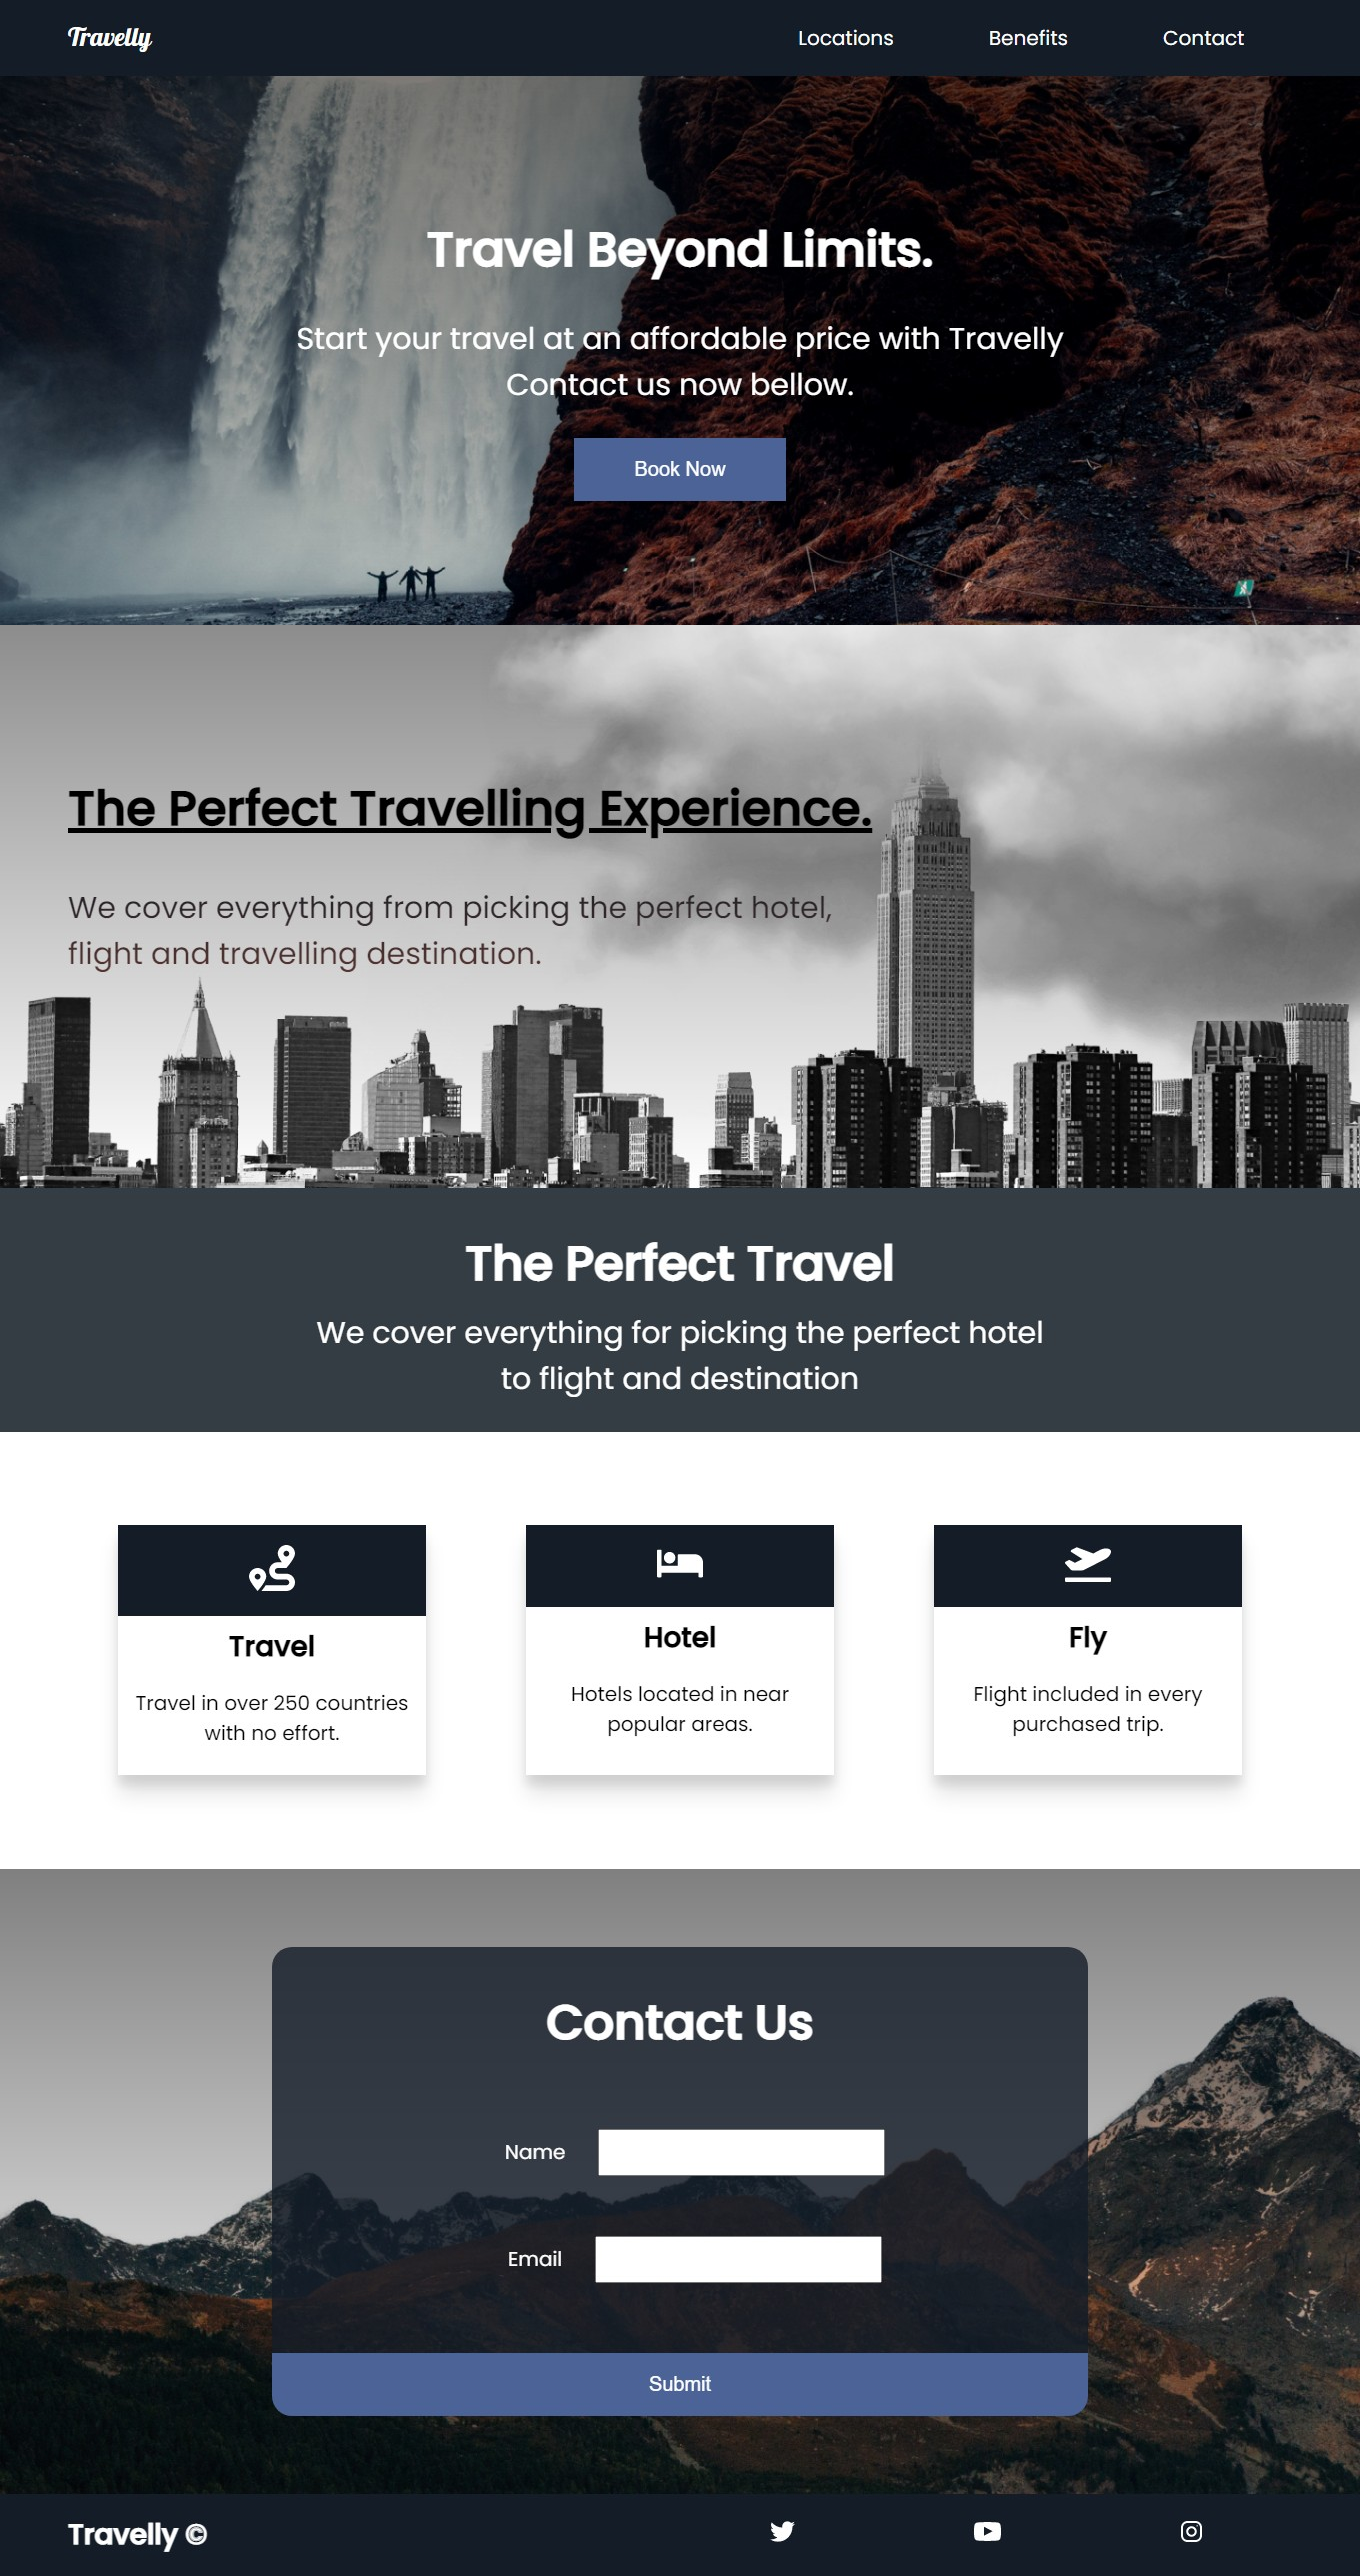 Travelly
Locations
Benefits
Contact
Travel Beyond Limits.
Start your travel at an affordable price with Travelly
Contact us now bellow.
Book Now
The Perfect Travelling Experience.
We cover everything from picking the perfect hotel,
flight and travelling destination.
The Perfect Travel
We cover everything for picking the perfect hotel
to flight and destination
Travel
Travel in over 250 countries
with no effort.
Hotel
Hotels located in near
popular areas.
Fly
Flight included in every
purchased trip.
Contact Us
Name
Email
Submit
Travelly ©